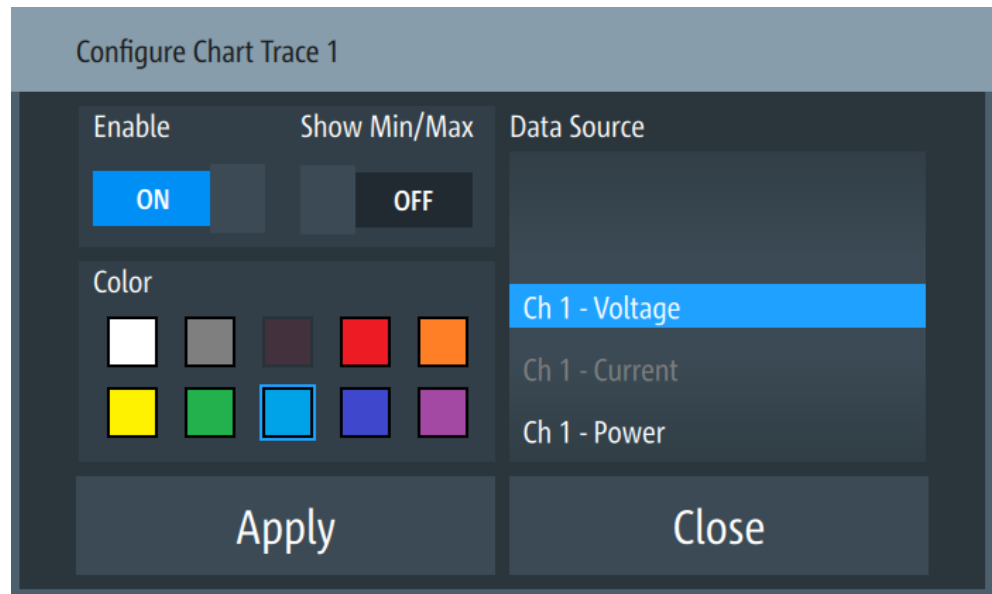 Configure Chart Trace 1
Enable
Show Min/Max
ON
OFF
Color
Data Source
Ch 1 - Voltage
Ch 1 - Current
Ch 1 - Power
Apply
Close